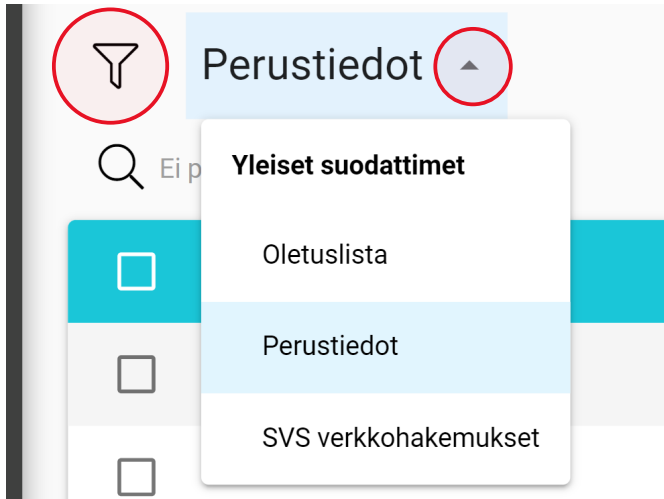 Perustiedot
Ei p
Yleiset suodattimet
Oletuslista
Perustiedot
SVS verkkohakemukset